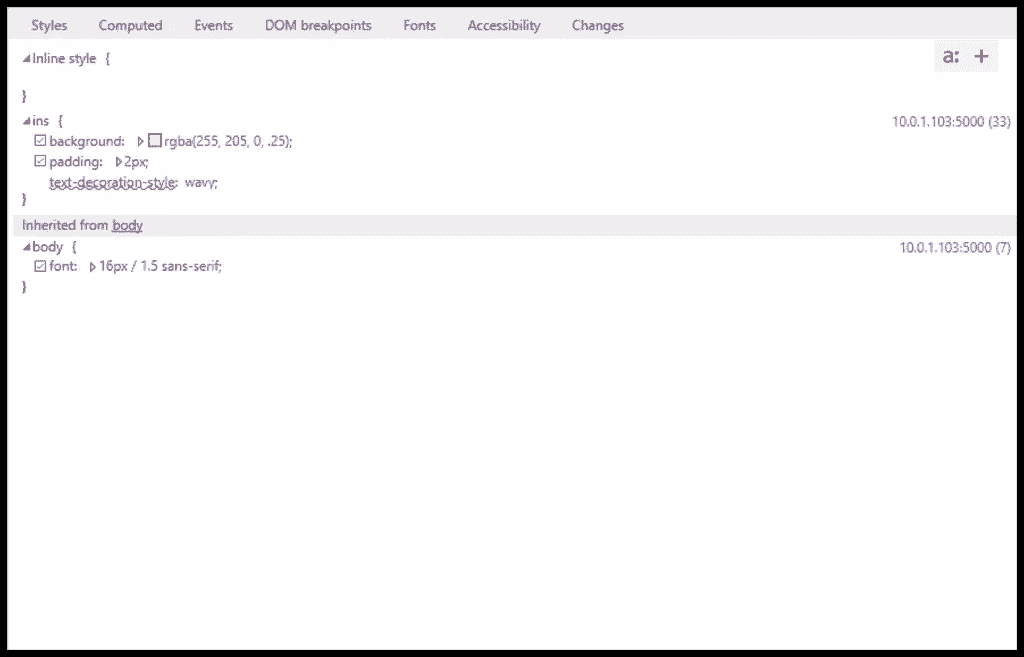 Styles Computed Events DOM breakpoints Fonts Accessibility Changes
Inline style {
a: +
}
ins { 10.0.1.103:5000 (33)
background: rgba(255, 205, 0, .25);
padding: 2px;
text-decoration-style: wavy;
}
Inherited from body
body { 10.0.1.103:5000 (7)
font: 16px / 1.5 sans-serif;
}